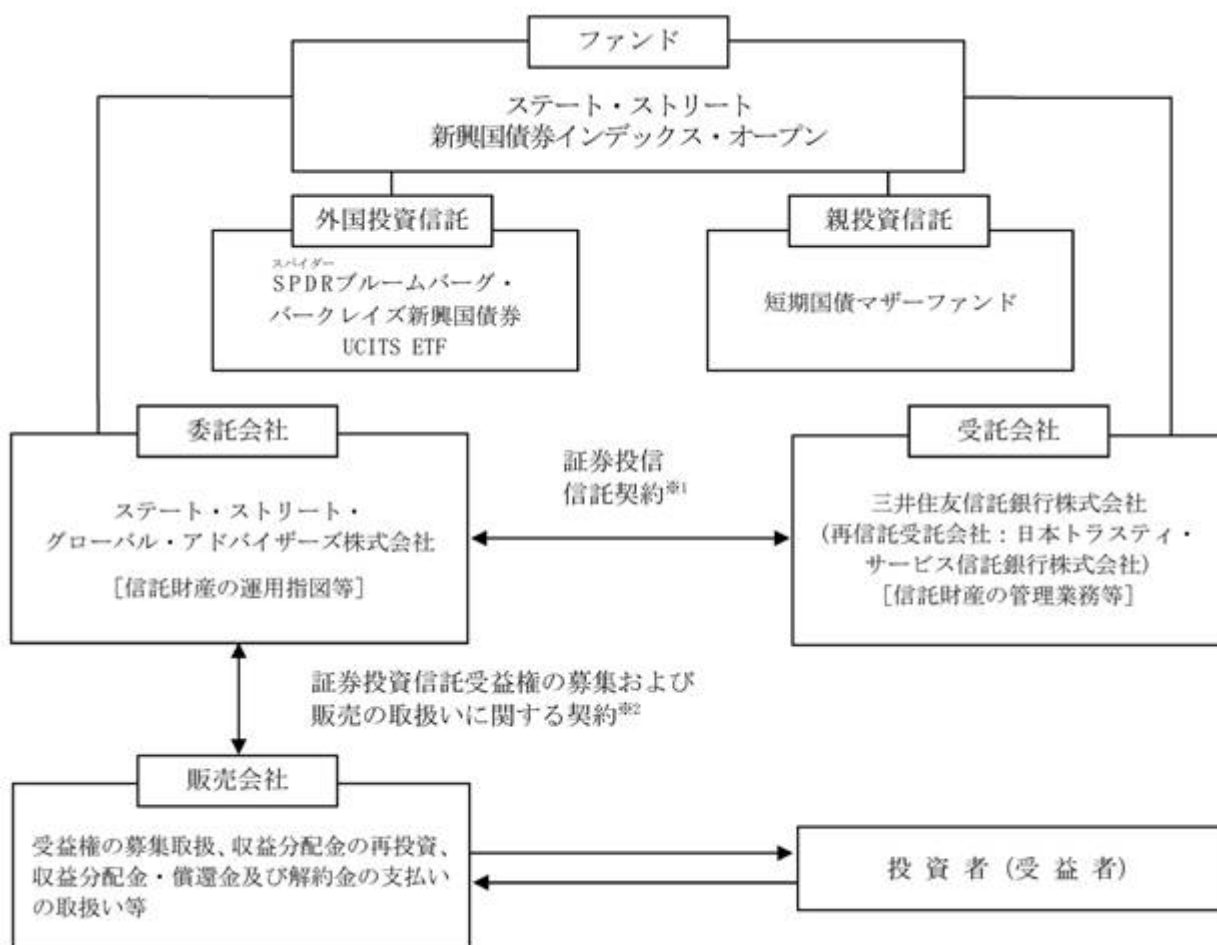 ファンド
ステート・ストリート
新興国債券インデックス・オープン
外国投資信託
スパイダー
SPDRブルームバーグ・
バークレイズ新興国債券
UCITS ETF
親投資信託
短期国債マザーファンド
委託会社
ステート・ストリート・
グローバル・アドバイザーズ株式会社
[信託財産の運用指図等]
証券投信
信託契約※1
受託会社
三井住友信託銀行株式会社
(再信託受託会社:日本トラスティ・
サービス信託銀行株式会社)
[信託財産の管理業務等]
証券投資信託受益権の募集および
販売の取扱いに関する契約※2
販売会社
受益権の募集取扱、収益分配金の再投資、
収益分配金・償還金及び解約金の支払い
の取扱い等
投資者(受益者)